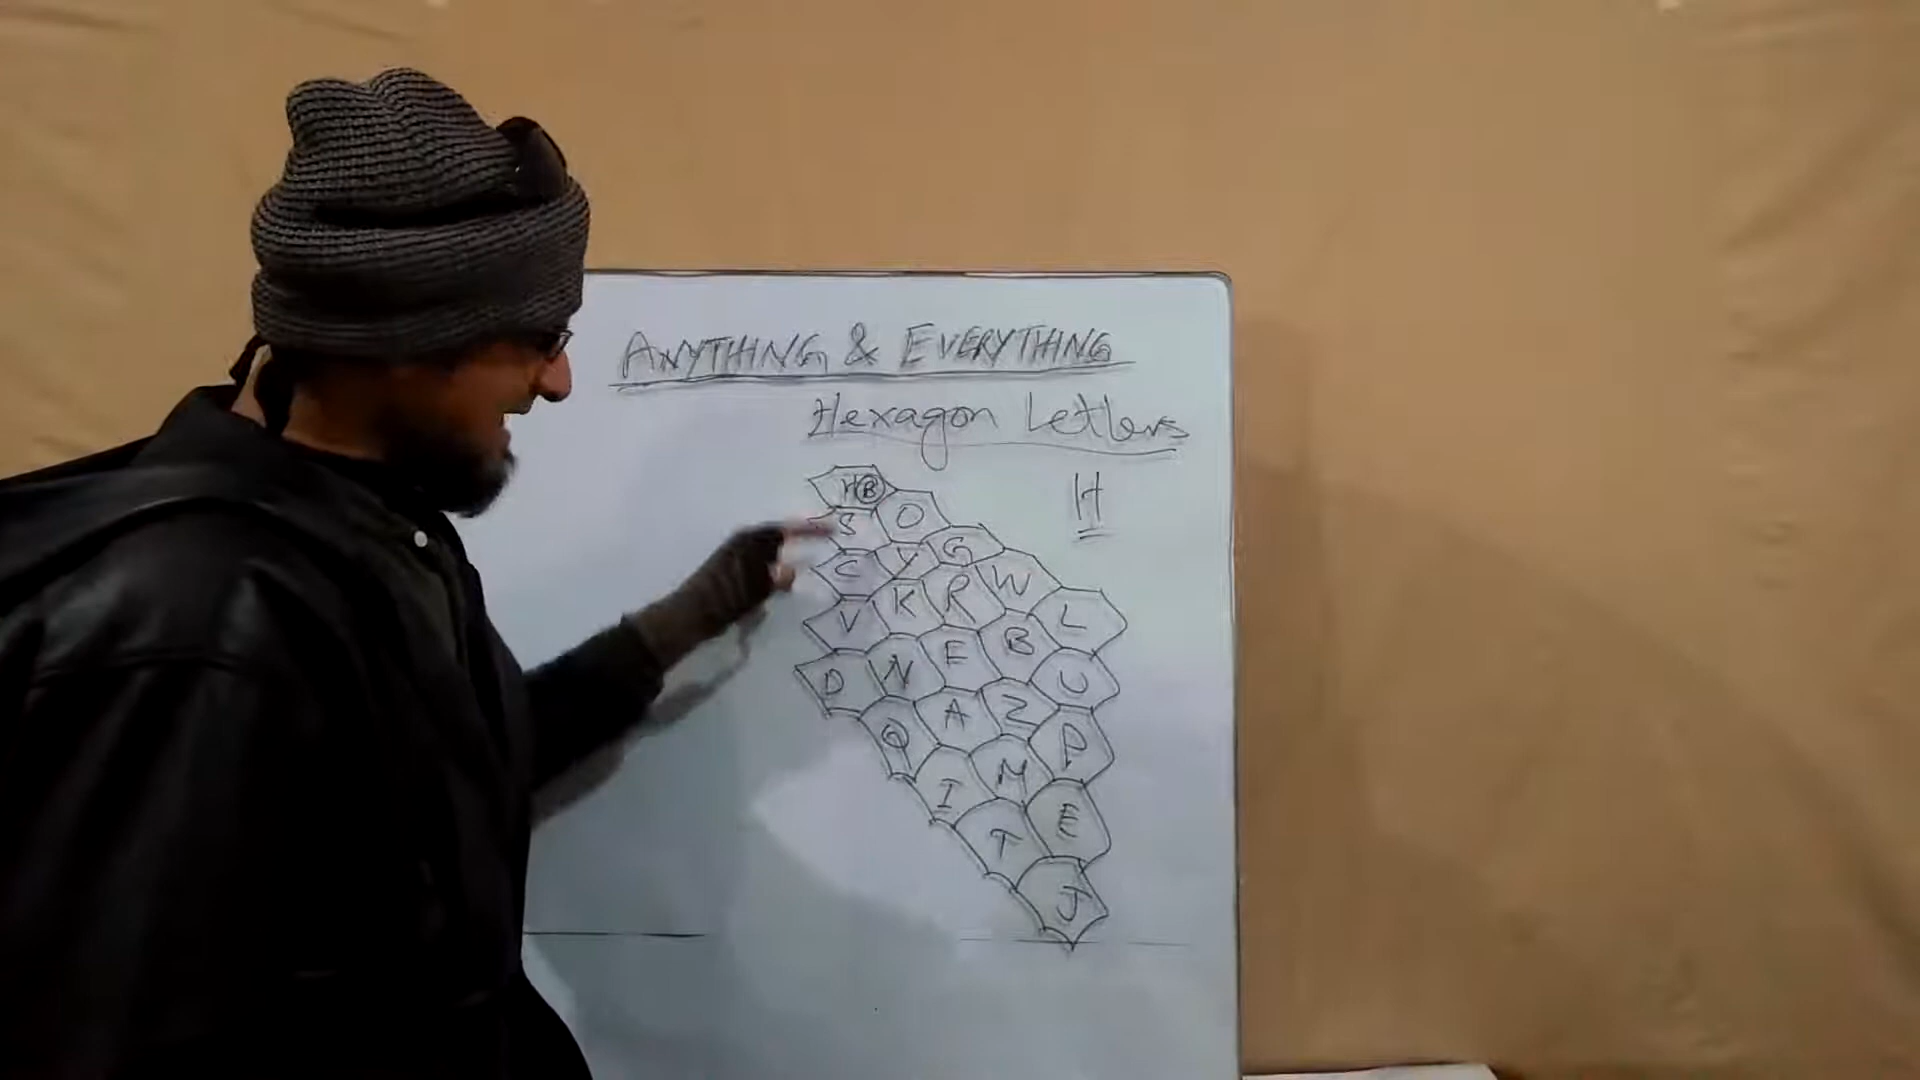 ANYTHING & EVERYTHING
Hexagon Letters
H B
H
S O
C Y G
V K R W
D N E B L
Q A Z U
I M P
T E
J